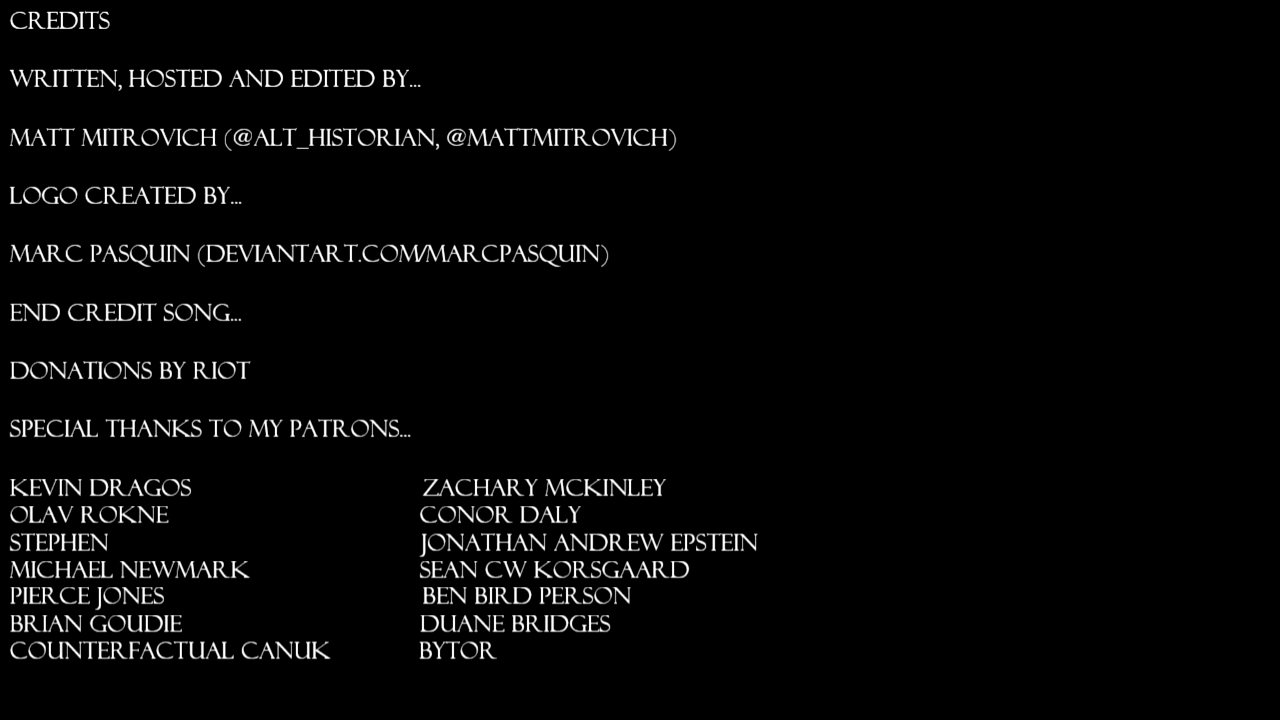 CREDITS
WRITTEN, HOSTED AND EDITED BY...
MATT MITROVICH (@ALT_HISTORIAN, @MATTMITROVICH)
LOGO CREATED BY...
MARC PASQUIN (DEVIANTART.COM/MARCPASQUIN)
END CREDIT SONG...
DONATIONS BY RIOT
SPECIAL THANKS TO MY PATRONS...
KEVIN DRAGOS ZACHARY MCKINLEY
OLAV ROKNE CONOR DALY
STEPHEN JONATHAN ANDREW EPSTEIN
MICHAEL NEWMARK SEAN CW KORSGAARD
PIERCE JONES BEN BIRD PERSON
BRIAN GOUDIE DUANE BRIDGES
COUNTERFACTUAL CANUK BYTOR